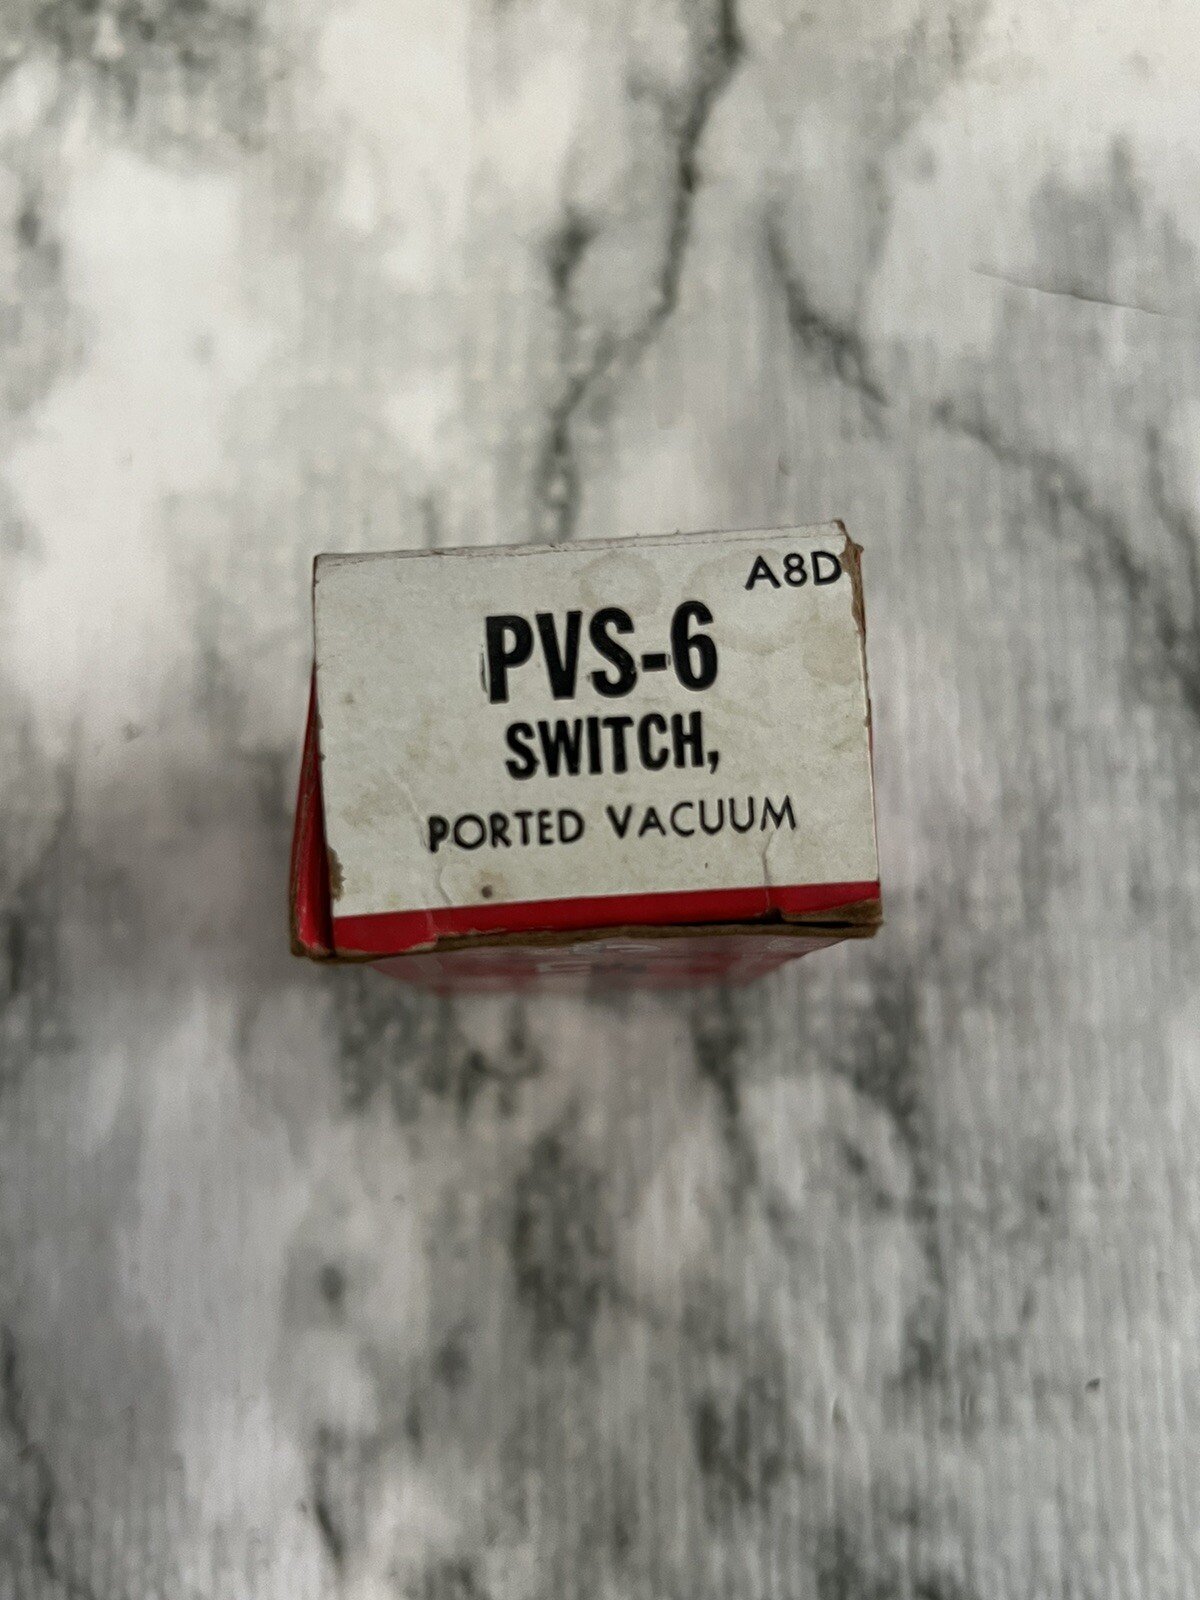 A8D
PVS-6
SWITCH,
PORTED VACUUM